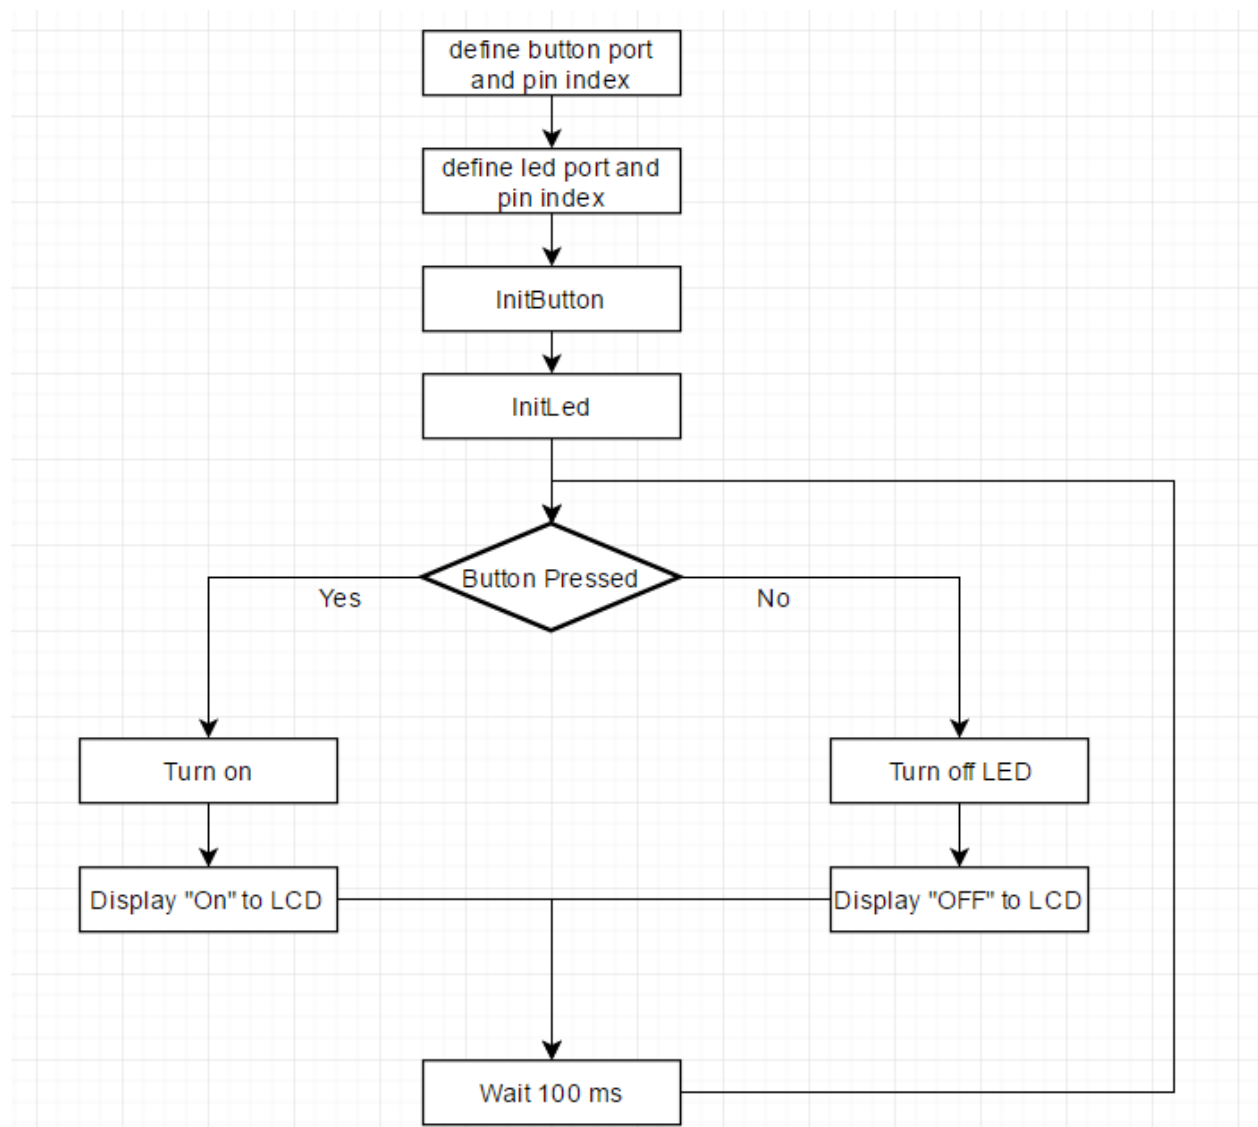 define button port
and pin index
define led port and
pin index
InitButton
InitLed
Button Pressed
Yes
No
Turn on
Turn off LED
Display "On" to LCD
Display "OFF" to LCD
Wait 100 ms